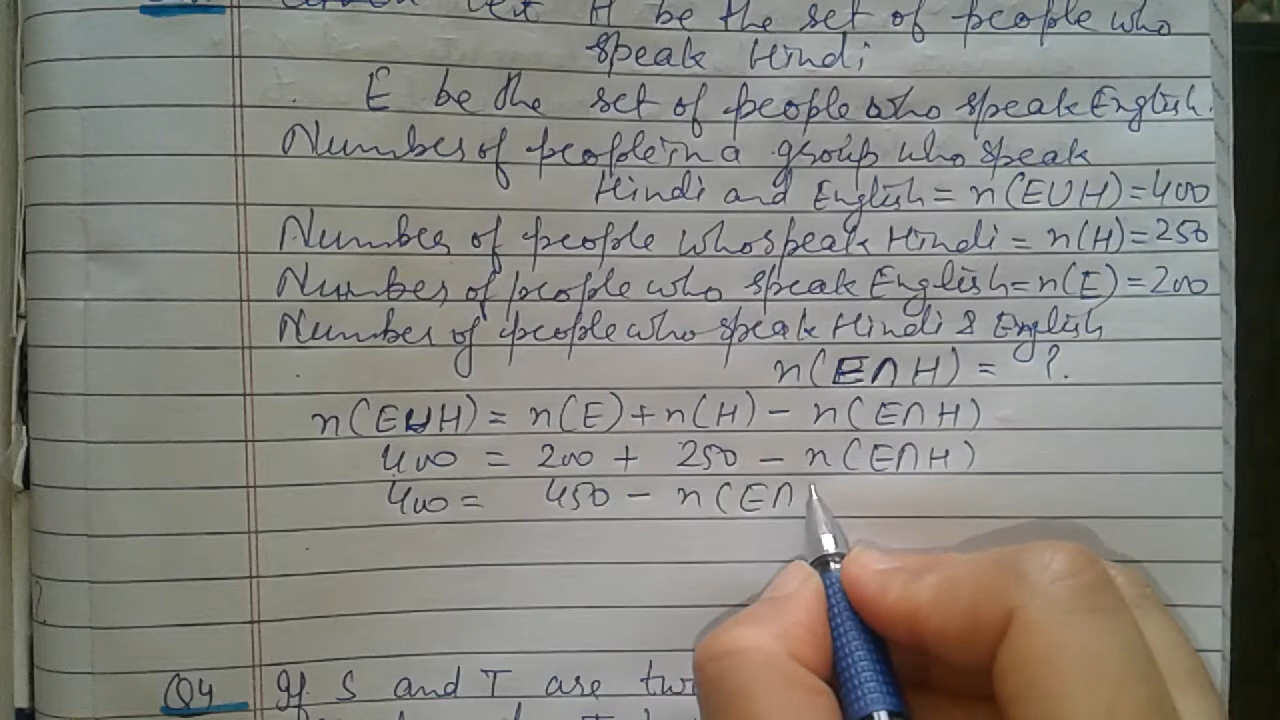 Let H be the set of people who
speak Hindi
E be the set of people who speak English.
Number of people in a group who speak
Hindi and English = n(E∪H) = 400
Number of people who speak Hindi = n(H) = 250
Number of people who speak English = n(E) = 200
Number of people who speak Hindi & English
n(E∩H) = ?
n(E∪H) = n(E) + n(H) - n(E∩H)
400 = 200 + 250 - n(E∩H)
400 = 450 - n(E∩
Q4 If S and T are two